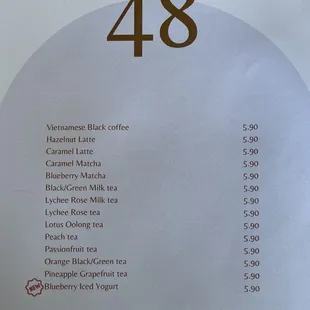 48
Vietnamese Black coffee 5.90
Hazelnut Latte 5.90
Caramel Latte 5.90
Caramel Matcha 5.90
Blueberry Matcha 5.90
Black/Green Milk tea 5.90
Lychee Rose Milk tea 5.90
Lychee Rose tea 5.90
Lotus Oolong tea 5.90
Peach tea 5.90
Passionfruit tea 5.90
Orange Black/Green tea 5.90
Pineapple Grapefruit tea 5.90
NEW Blueberry Iced Yogurt 5.90